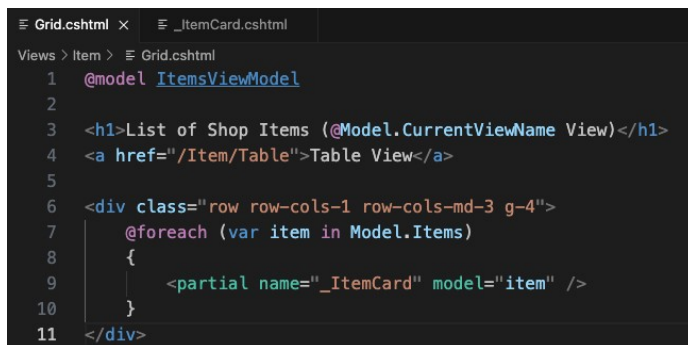 Grid.cshtml × _ItemCard.cshtml
Views > Item > Grid.cshtml
1 @model ItemsViewModel
2
3 <h1>List of Shop Items (@Model.CurrentViewName View)</h1>
4 <a href="/Item/Table">Table View</a>
5
6 <div class="row row-cols-1 row-cols-md-3 g-4">
7     @foreach (var item in Model.Items)
8     {
9         <partial name="_ItemCard" model="item" />
10     }
11 </div>